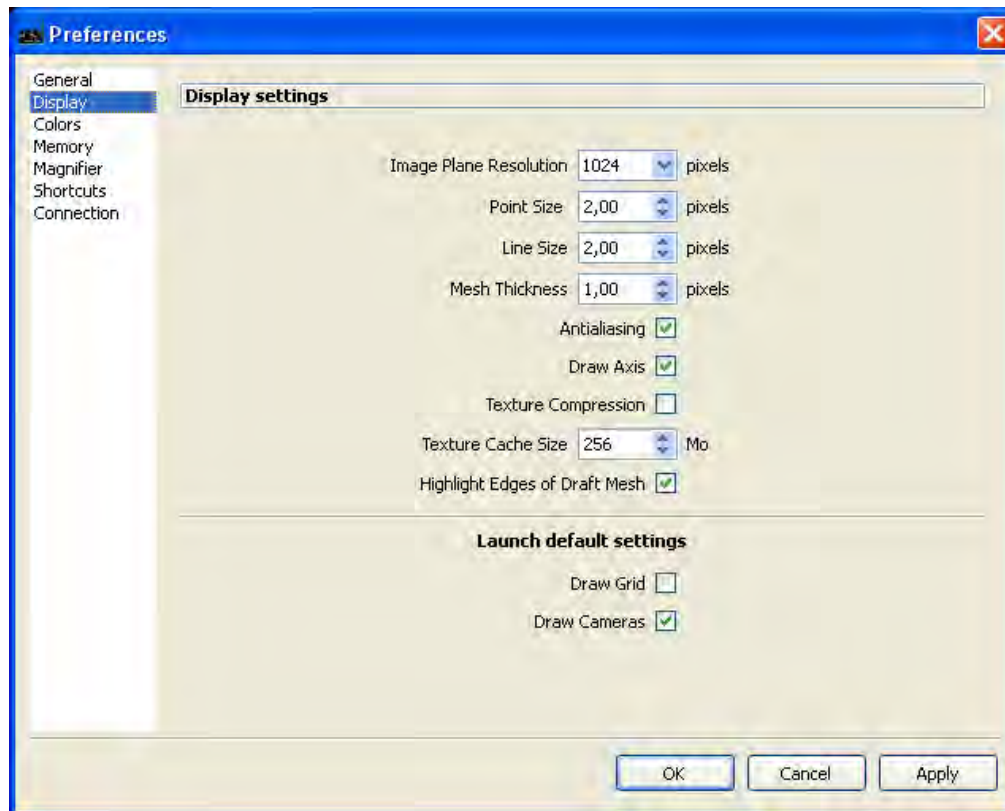 Preferences
General
Display
Colors
Memory
Magnifier
Shortcuts
Connection
Display settings
Image Plane Resolution 1024 pixels
Point Size 2,00 pixels
Line Size 2,00 pixels
Mesh Thickness 1,00 pixels
Antialiasing
Draw Axis
Texture Compression
Texture Cache Size 256 Mo
Highlight Edges of Draft Mesh
Launch default settings
Draw Grid
Draw Cameras
OK Cancel Apply